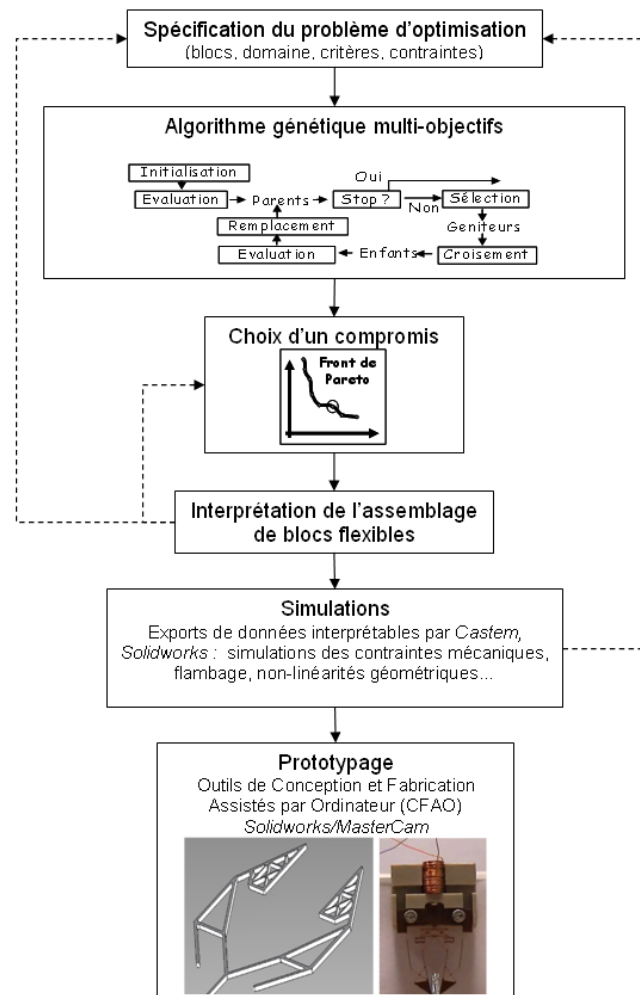 Spécification du problème d'optimisation
(blocs, domaine, critères, contraintes)
Algorithme génétique multi-objectifs
Initialisation
Oui
Evaluation
Parents
Stop ?
Non
Sélection
Remplacement
Geniteurs
Evaluation
Enfants
Croisement
Choix d'un compromis
Front de
Pareto
Interprétation de l'assemblage
de blocs flexibles
Simulations
Exports de données interprétables par Castem,
Solidworks : simulations des contraintes mécaniques,
flambage, non-linéarités géométriques...
Prototypage
Outils de Conception et Fabrication
Assistés par Ordinateur (CFAO)
Solidworks/MasterCam